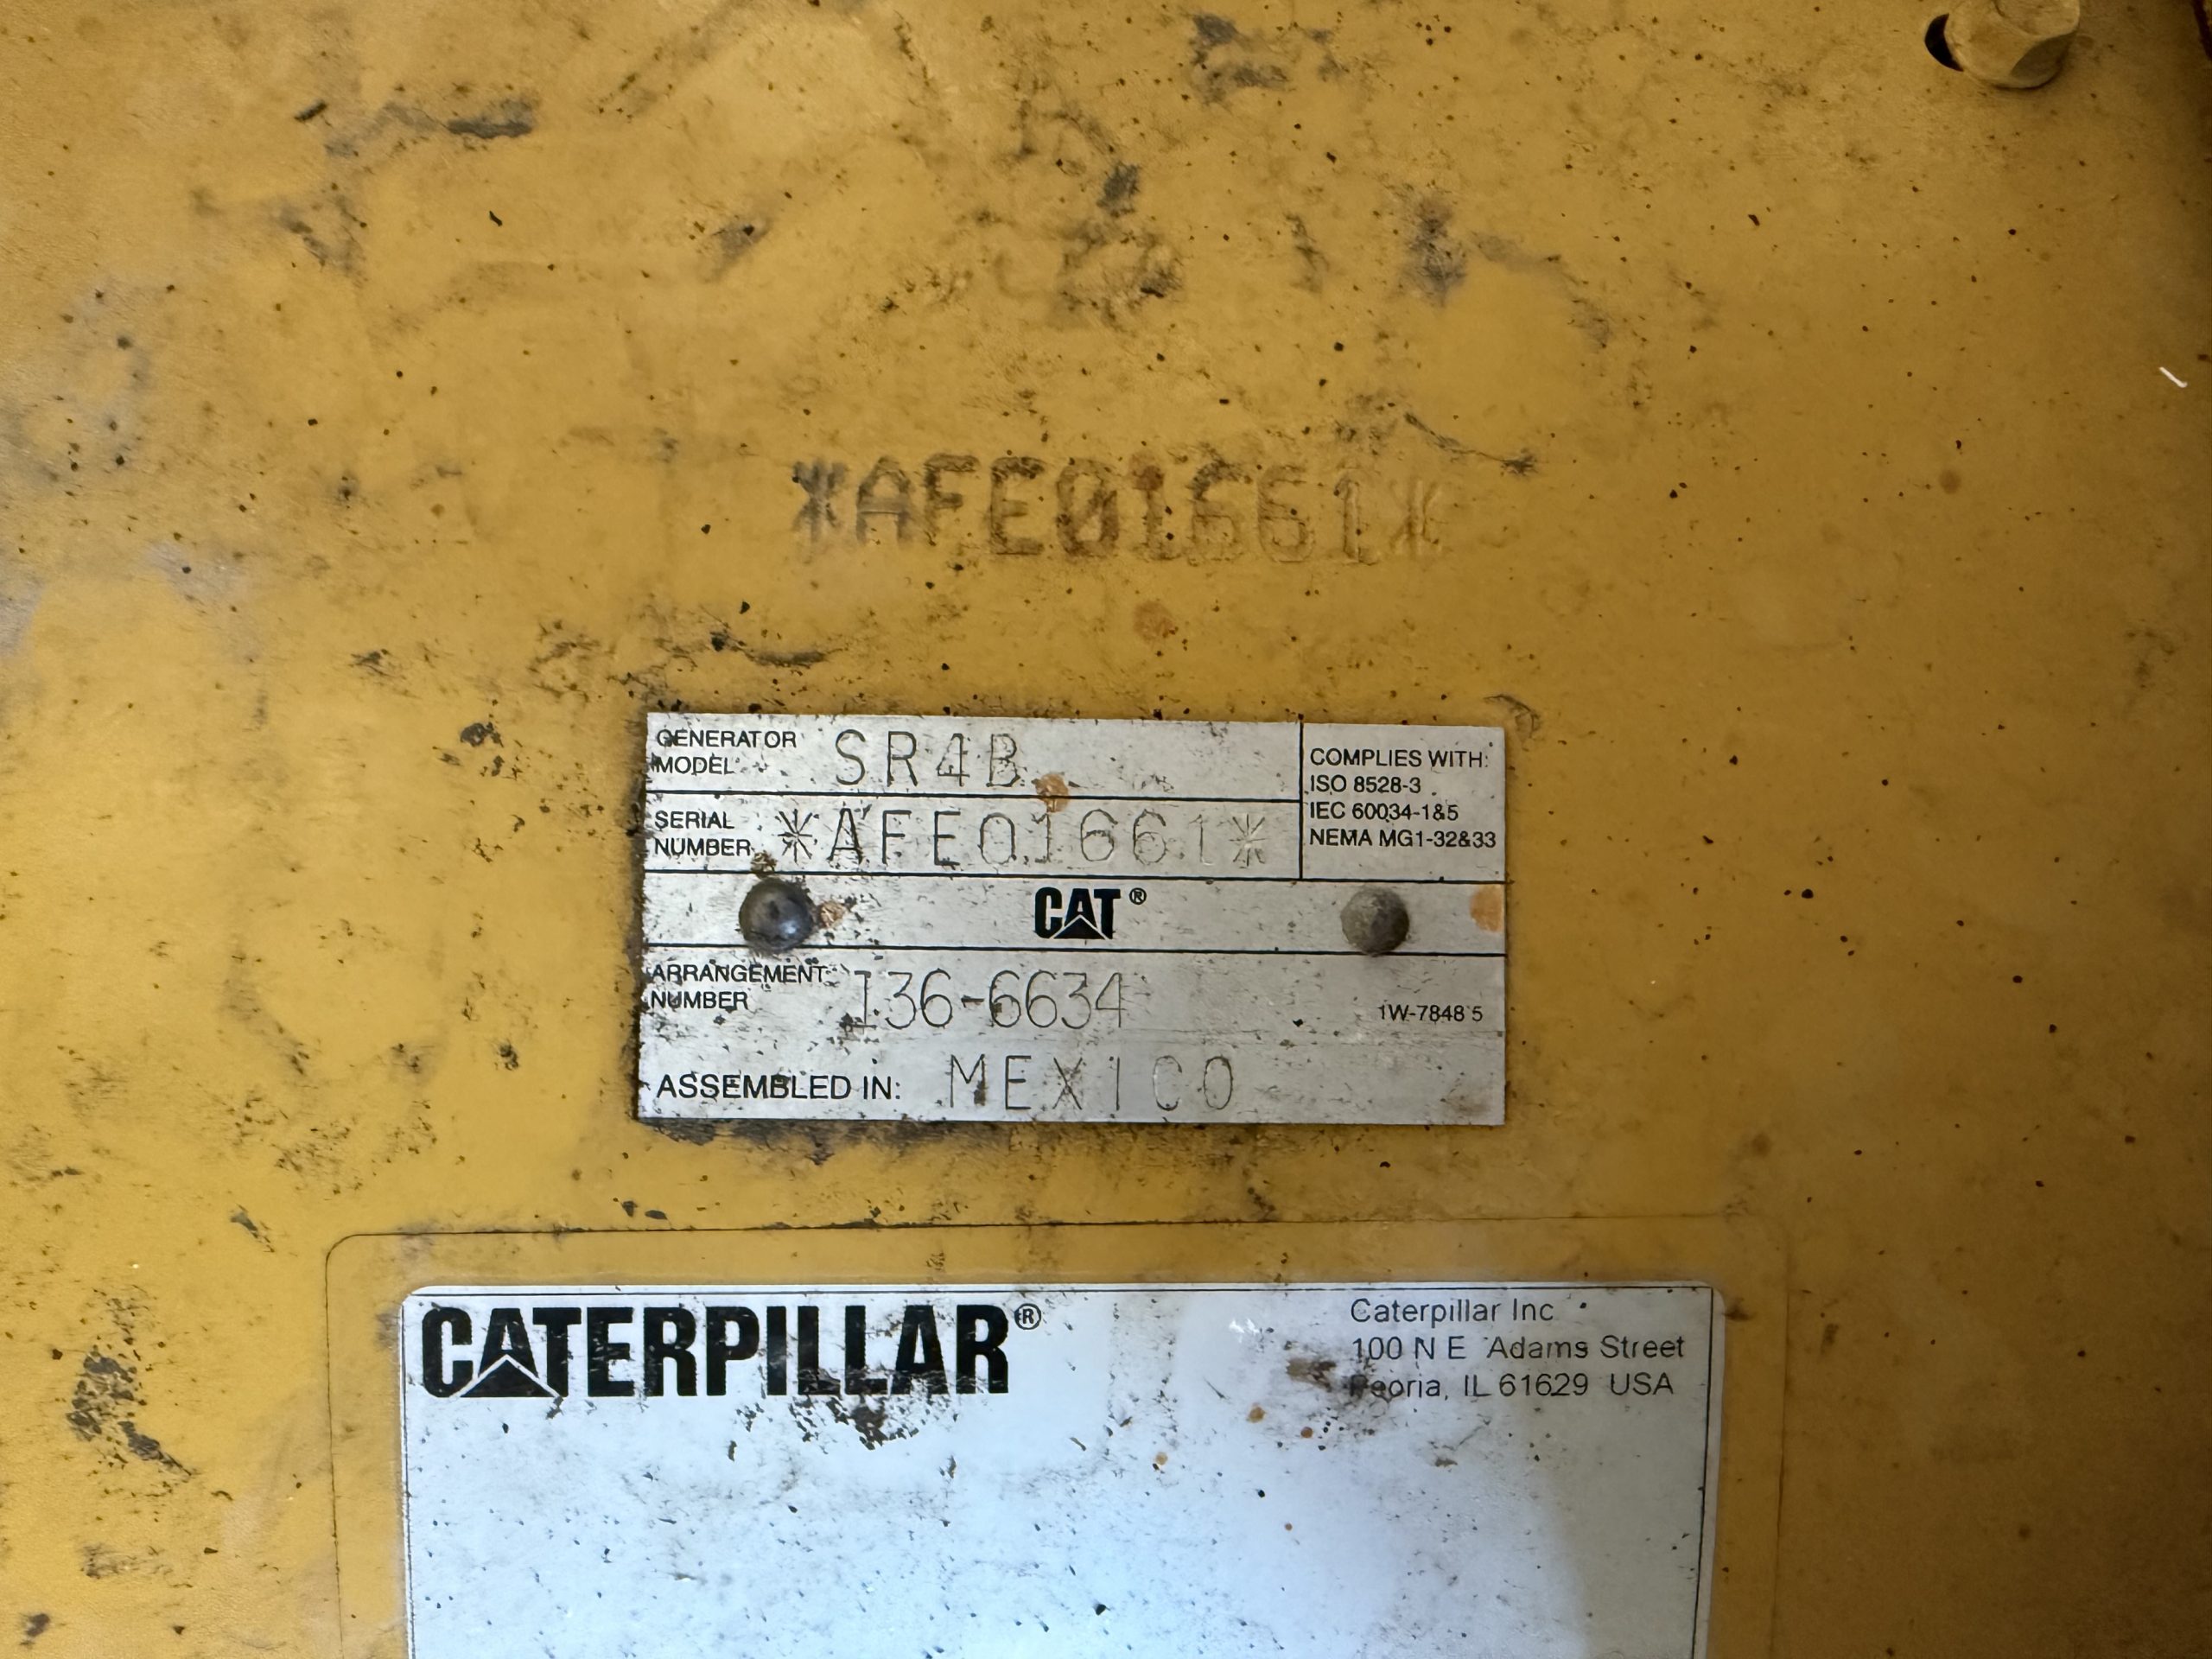 *AFE01661*
GENERATOR MODEL SR4B
SERIAL NUMBER *AFE01661*
COMPLIES WITH:
ISO 8528-3
IEC 60034-1&5
NEMA MG1-32&33
CAT®
ARRANGEMENT NUMBER 136-6634
1W-7848 5
ASSEMBLED IN: MEXICO
CATERPILLAR®
Caterpillar Inc
100 N E Adams Street
Peoria, IL 61629 USA